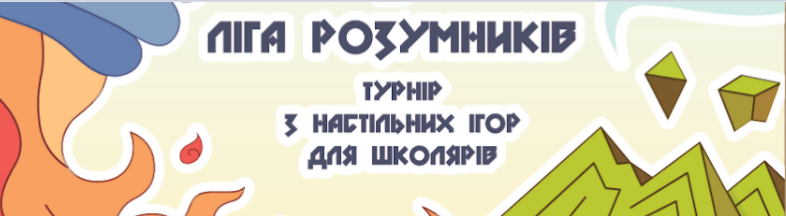 ЛІГА РОЗУМНИКІВ
ТУРНІР
З НАСТІЛЬНИХ ІГОР
ДЛЯ ШКОЛЯРІВ